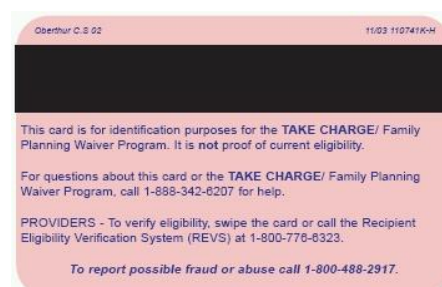 Oberthur C.S 02 11/03 110741K-H
This card is for identification purposes for the TAKE CHARGE/ Family
Planning Waiver Program. It is not proof of current eligibility.
For questions about this card or the TAKE CHARGE/ Family Planning
Waiver Program, call 1-888-342-6207 for help.
PROVIDERS - To verify eligibility, swipe the card or call the Recipient
Eligibility Verification System (REVS) at 1-800-776-6323.
To report possible fraud or abuse call 1-800-488-2917.